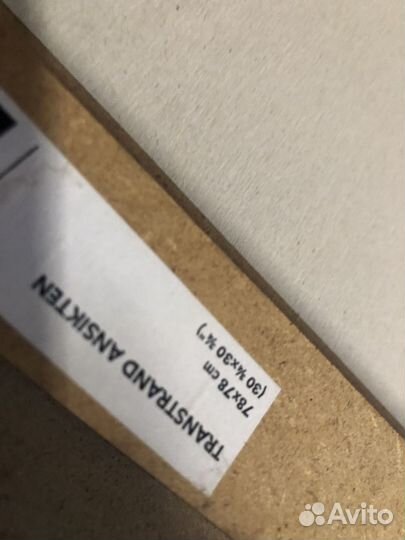 TRANSTRAND ANSIKTEN
78x78 cm
(30 ¾x30 ¾")
Avito